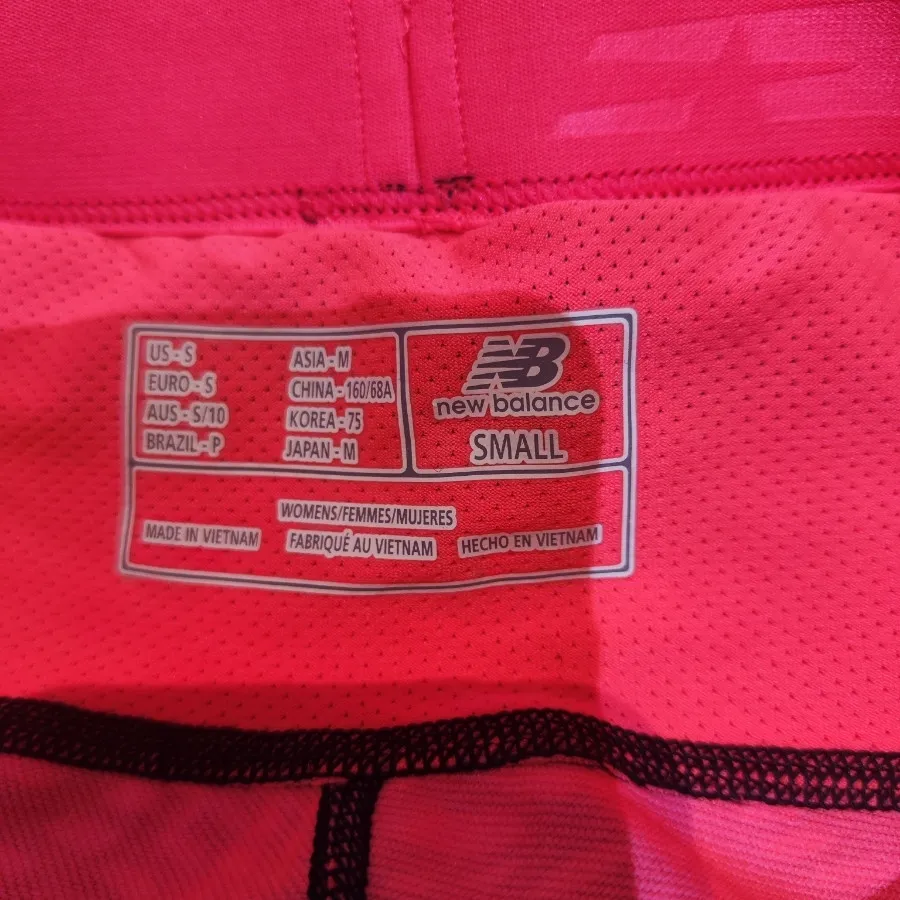 US - S
EURO - S
AUS - S/10
BRAZIL - P
ASIA - M
CHINA - 160/68A
KOREA - 75
JAPAN - M
NB
new balance
SMALL
WOMENS/FEMMES/MUJERES
MADE IN VIETNAM
FABRIQUÉ AU VIETNAM
HECHO EN VIETNAM